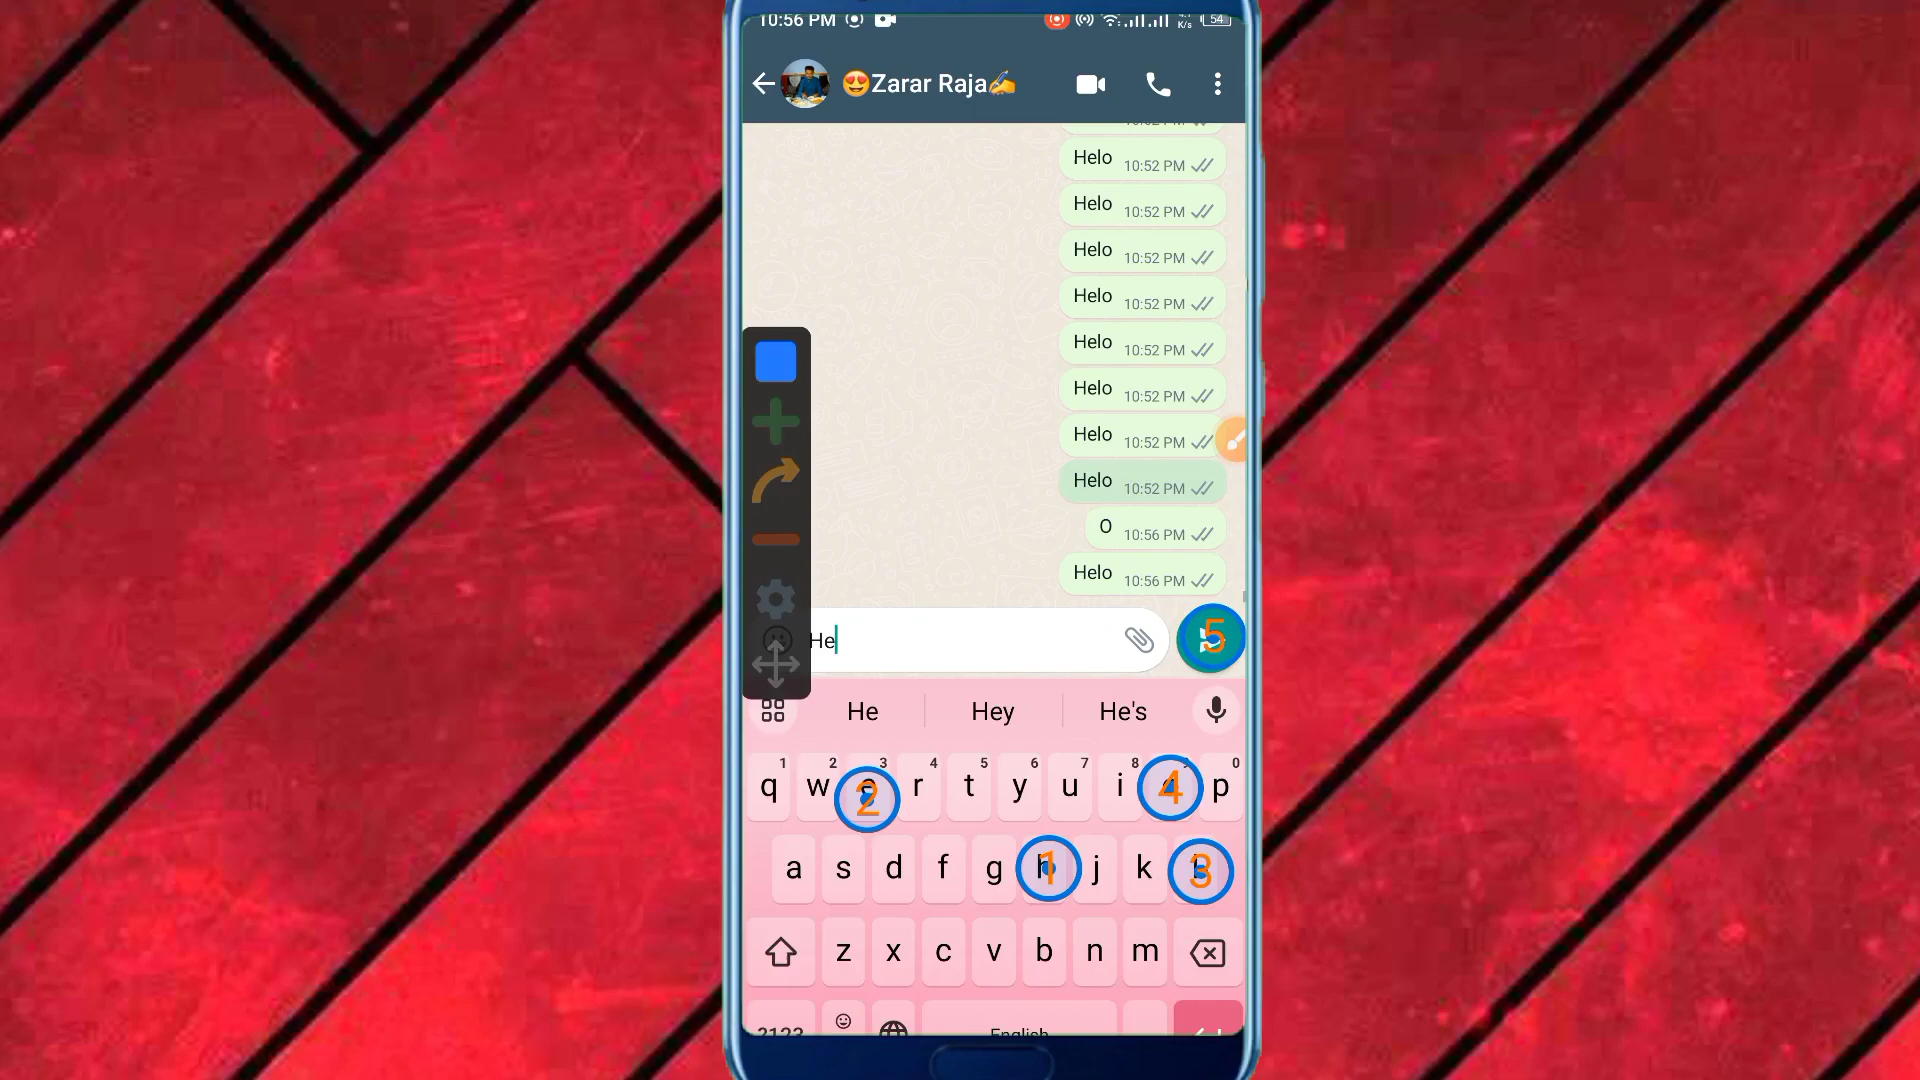 10:56 PM 54
K/s
😍Zarar Raja✍
Helo 10:52 PM
Helo 10:52 PM
Helo 10:52 PM
Helo 10:52 PM
Helo 10:52 PM
Helo 10:52 PM
Helo 10:52 PM
Helo 10:52 PM
O 10:56 PM
Helo 10:56 PM
He 5
He Hey He's
1 2 3 4 5 6 7 8 9 0
q w e r t y u i p
2 4
a s d f g h j k
1 3
z x c v b n m
?123 English